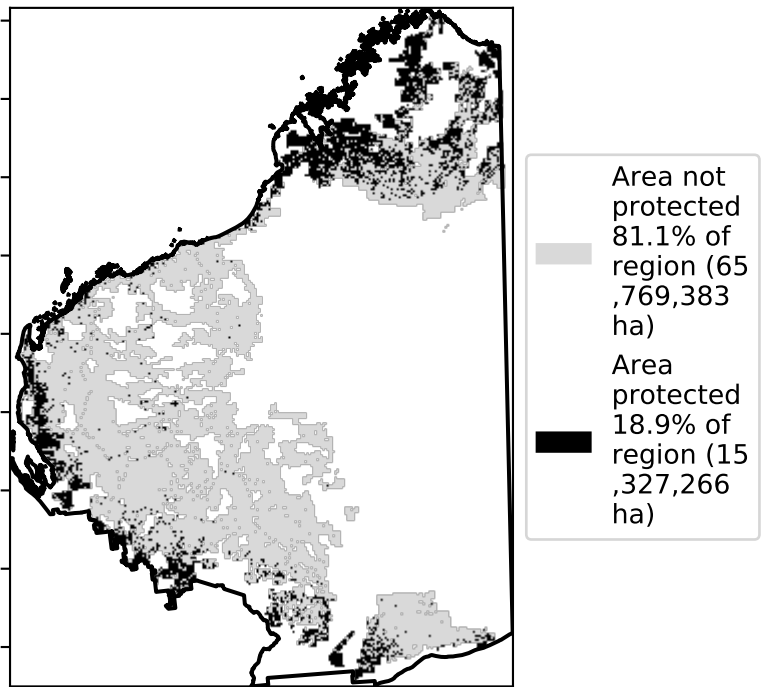 Area not
protected
81.1% of
region (65
,769,383
ha)
Area
protected
18.9% of
region (15
,327,266
ha)